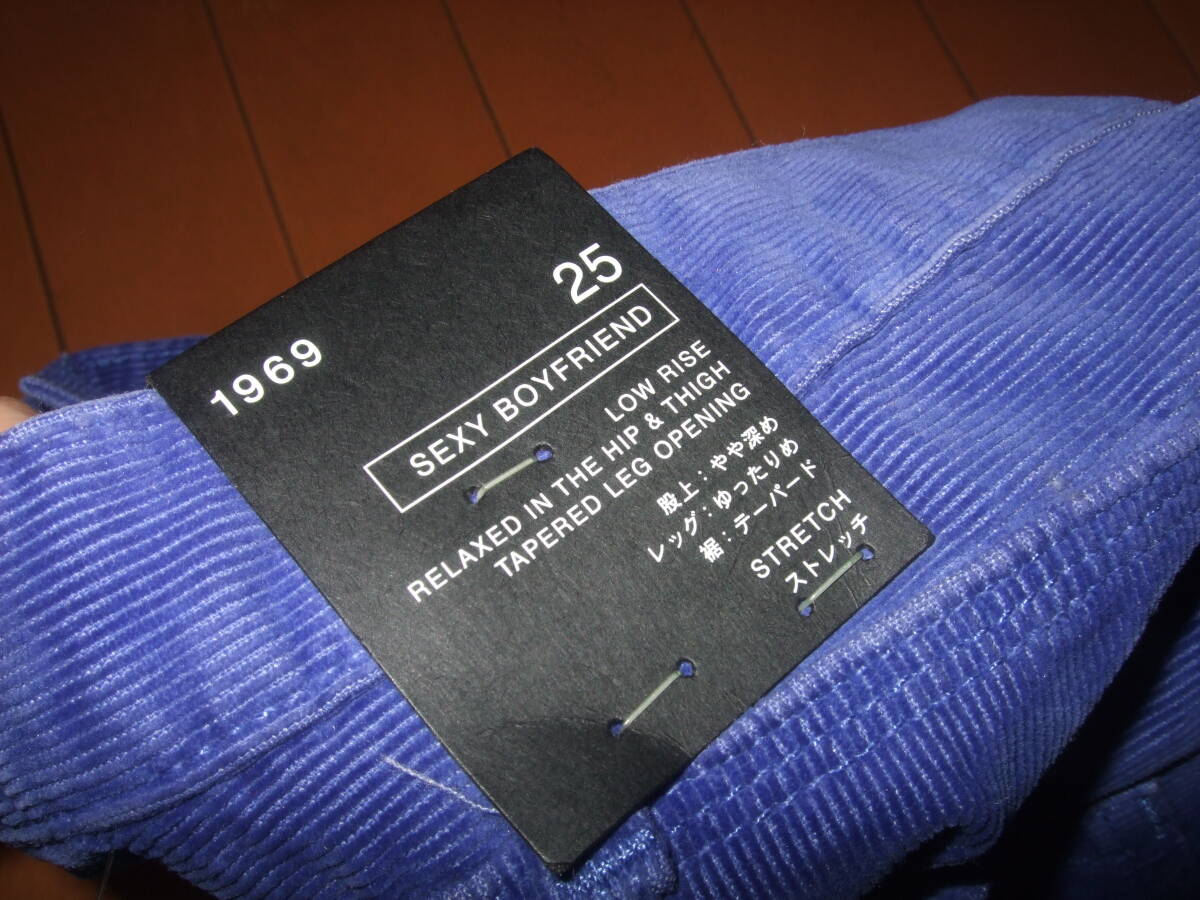 1969
25
SEXY BOYFRIEND
LOW RISE
RELAXED IN THE HIP & THIGH
TAPERED LEG OPENING
股上：やや深め
レッグ：ゆったりめ
裾：テーパード
STRETCH
ストレッチ